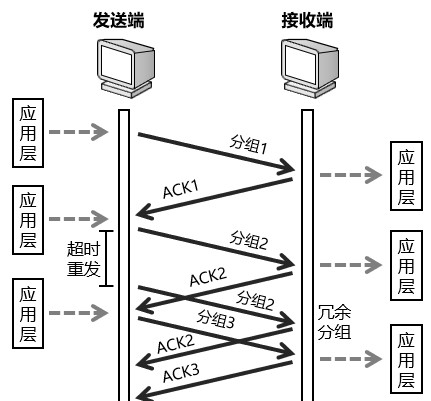 发送端
接收端
应用层
分组1
应用层
ACK1
应用层
分组2
超时
重发
应用层
ACK2
应用层
分组2
分组3
冗余
分组
ACK2
应用层
ACK3